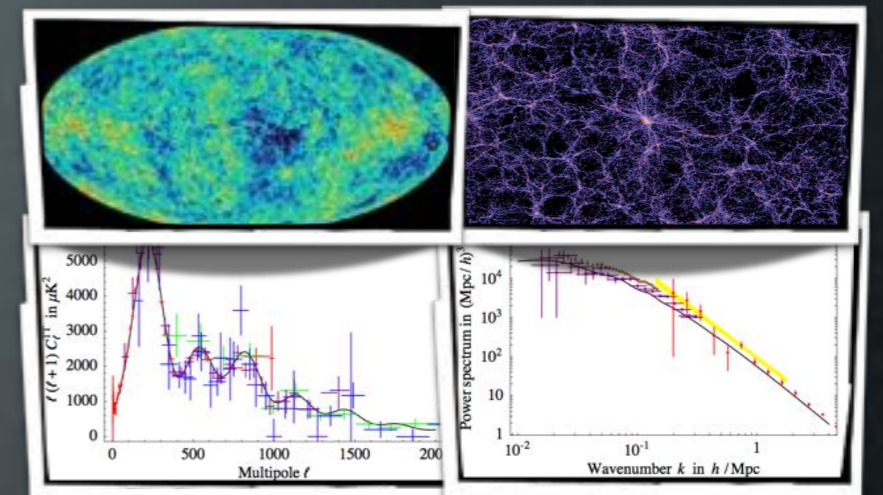 5000
4000
3000
2000
1000
0
ℓ (ℓ + 1) C_ℓ^TT in μK²
0 500 1000 1500 200
Multipole ℓ
Power spectrum in (Mpc / h)³
10⁴
10³
10²
10
1
10⁻² 10⁻¹ 1
Wavenumber k in h / Mpc